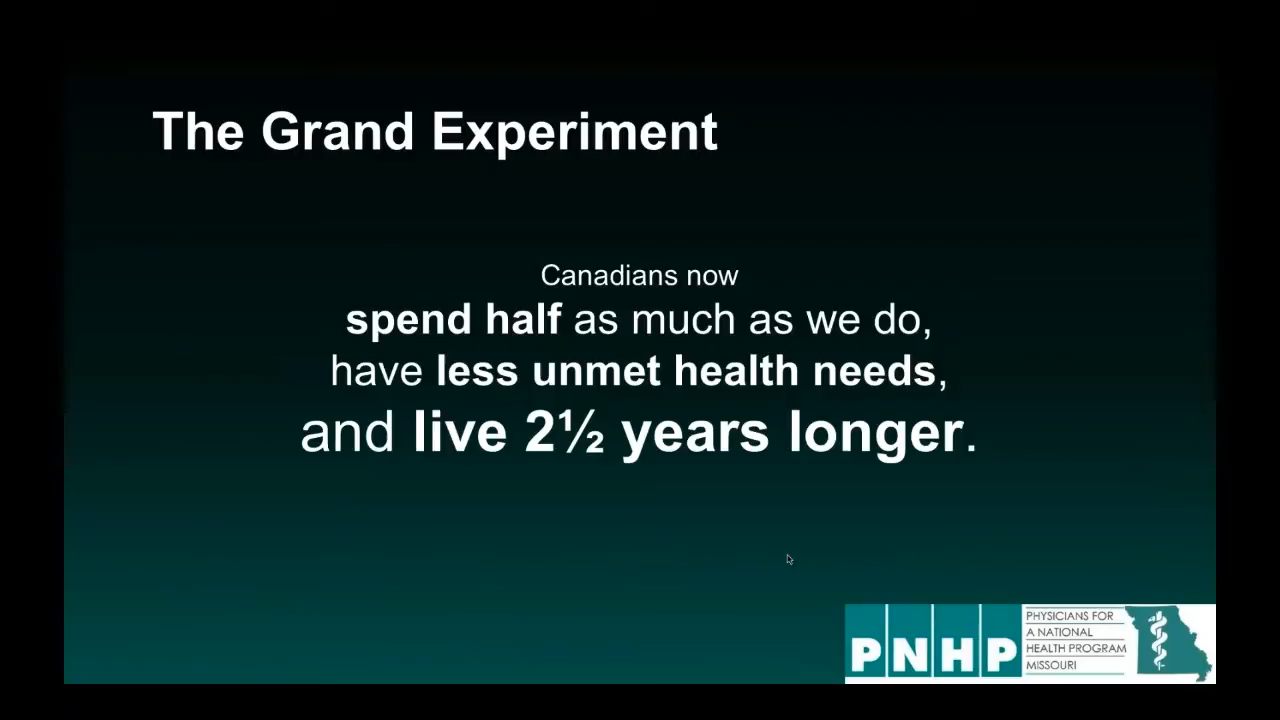 The Grand Experiment
Canadians now
spend half as much as we do,
have less unmet health needs,
and live 2½ years longer.
PNHP
PHYSICIANS FOR
A NATIONAL
HEALTH PROGRAM
MISSOURI